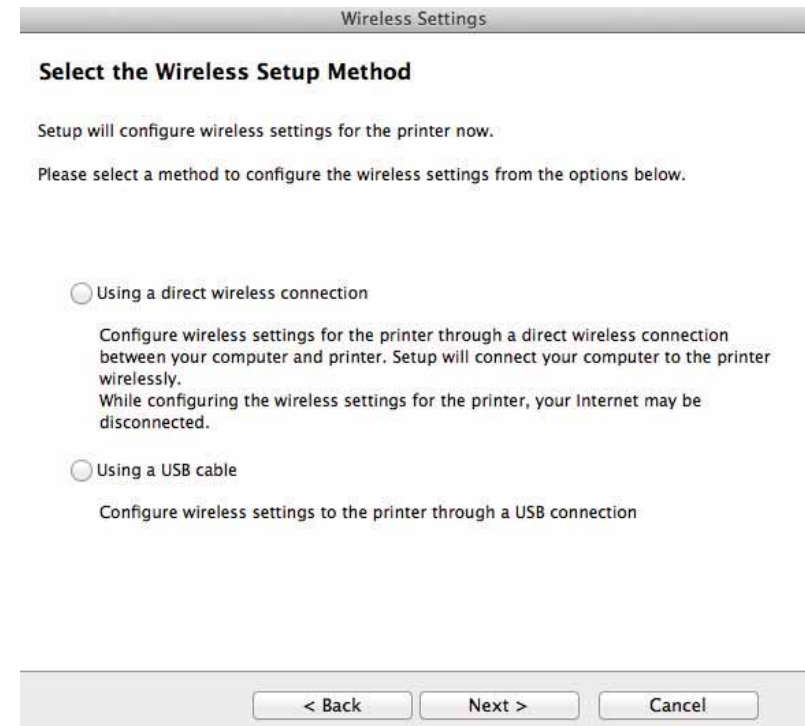 Wireless Settings
Select the Wireless Setup Method
Setup will configure wireless settings for the printer now.
Please select a method to configure the wireless settings from the options below.
Using a direct wireless connection
Configure wireless settings for the printer through a direct wireless connection
between your computer and printer. Setup will connect your computer to the printer
wirelessly.
While configuring the wireless settings for the printer, your Internet may be
disconnected.
Using a USB cable
Configure wireless settings to the printer through a USB connection
< Back Next > Cancel